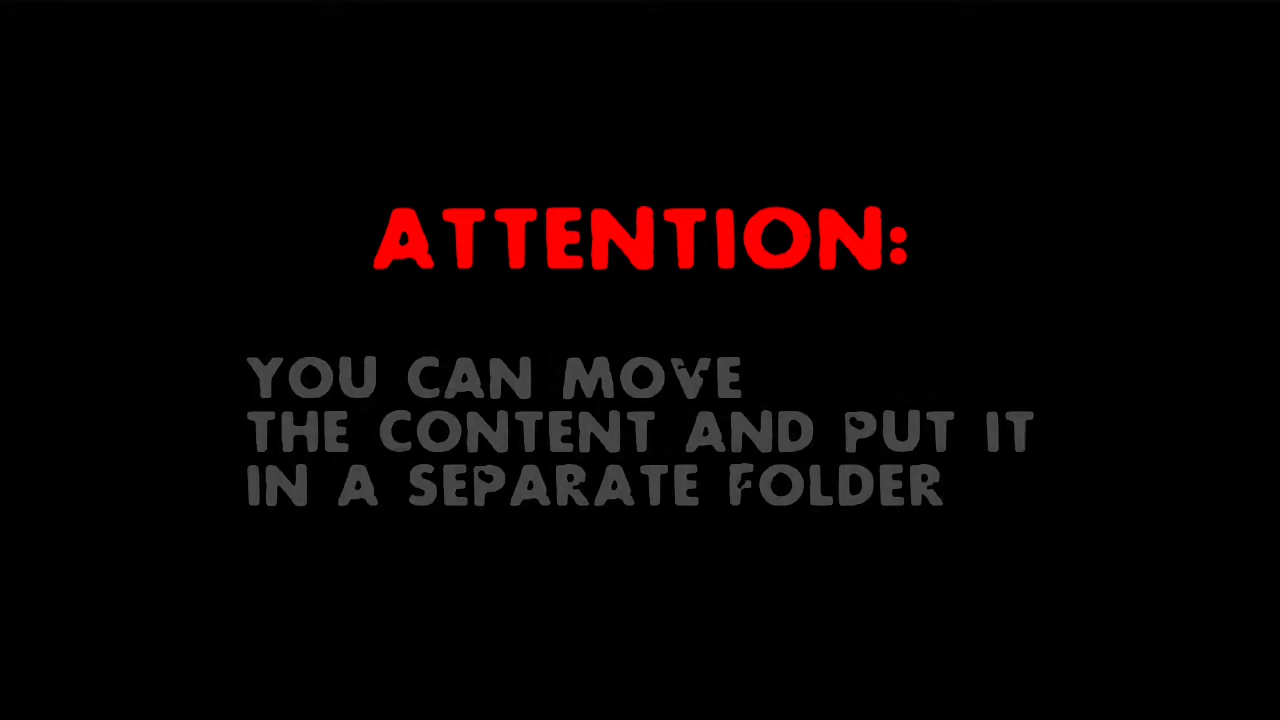 ATTENTION:
YOU CAN MOVE
THE CONTENT AND PUT IT
IN A SEPARATE FOLDER